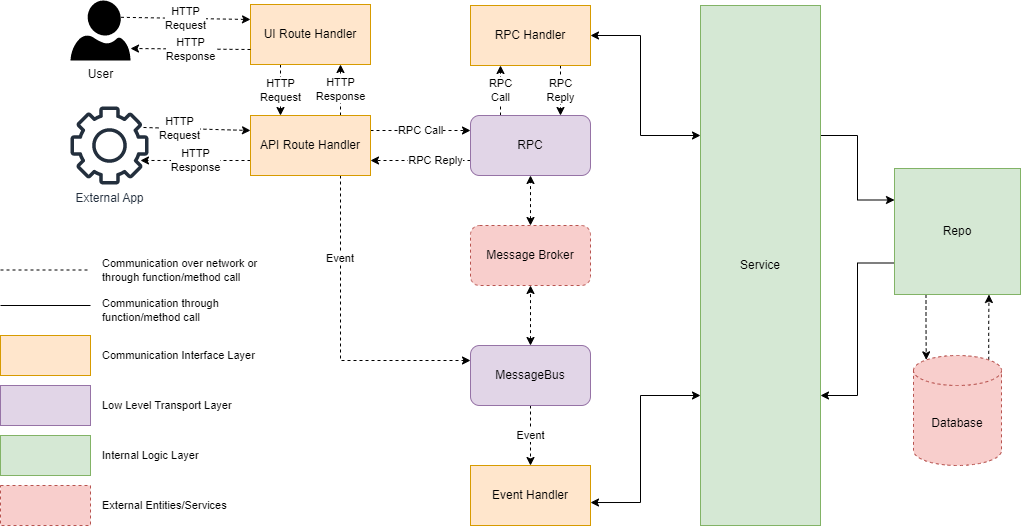 HTTP
Request
HTTP
Response
User
UI Route Handler
HTTP
Request
HTTP
Response
HTTP
Request
HTTP
Response
External App
API Route Handler
RPC Call
RPC Reply
RPC Handler
RPC
Call
RPC
Reply
RPC
Message Broker
Event
MessageBus
Event
Event Handler
Service
Repo
Database
Communication over network or
through function/method call
Communication through
function/method call
Communication Interface Layer
Low Level Transport Layer
Internal Logic Layer
External Entities/Services